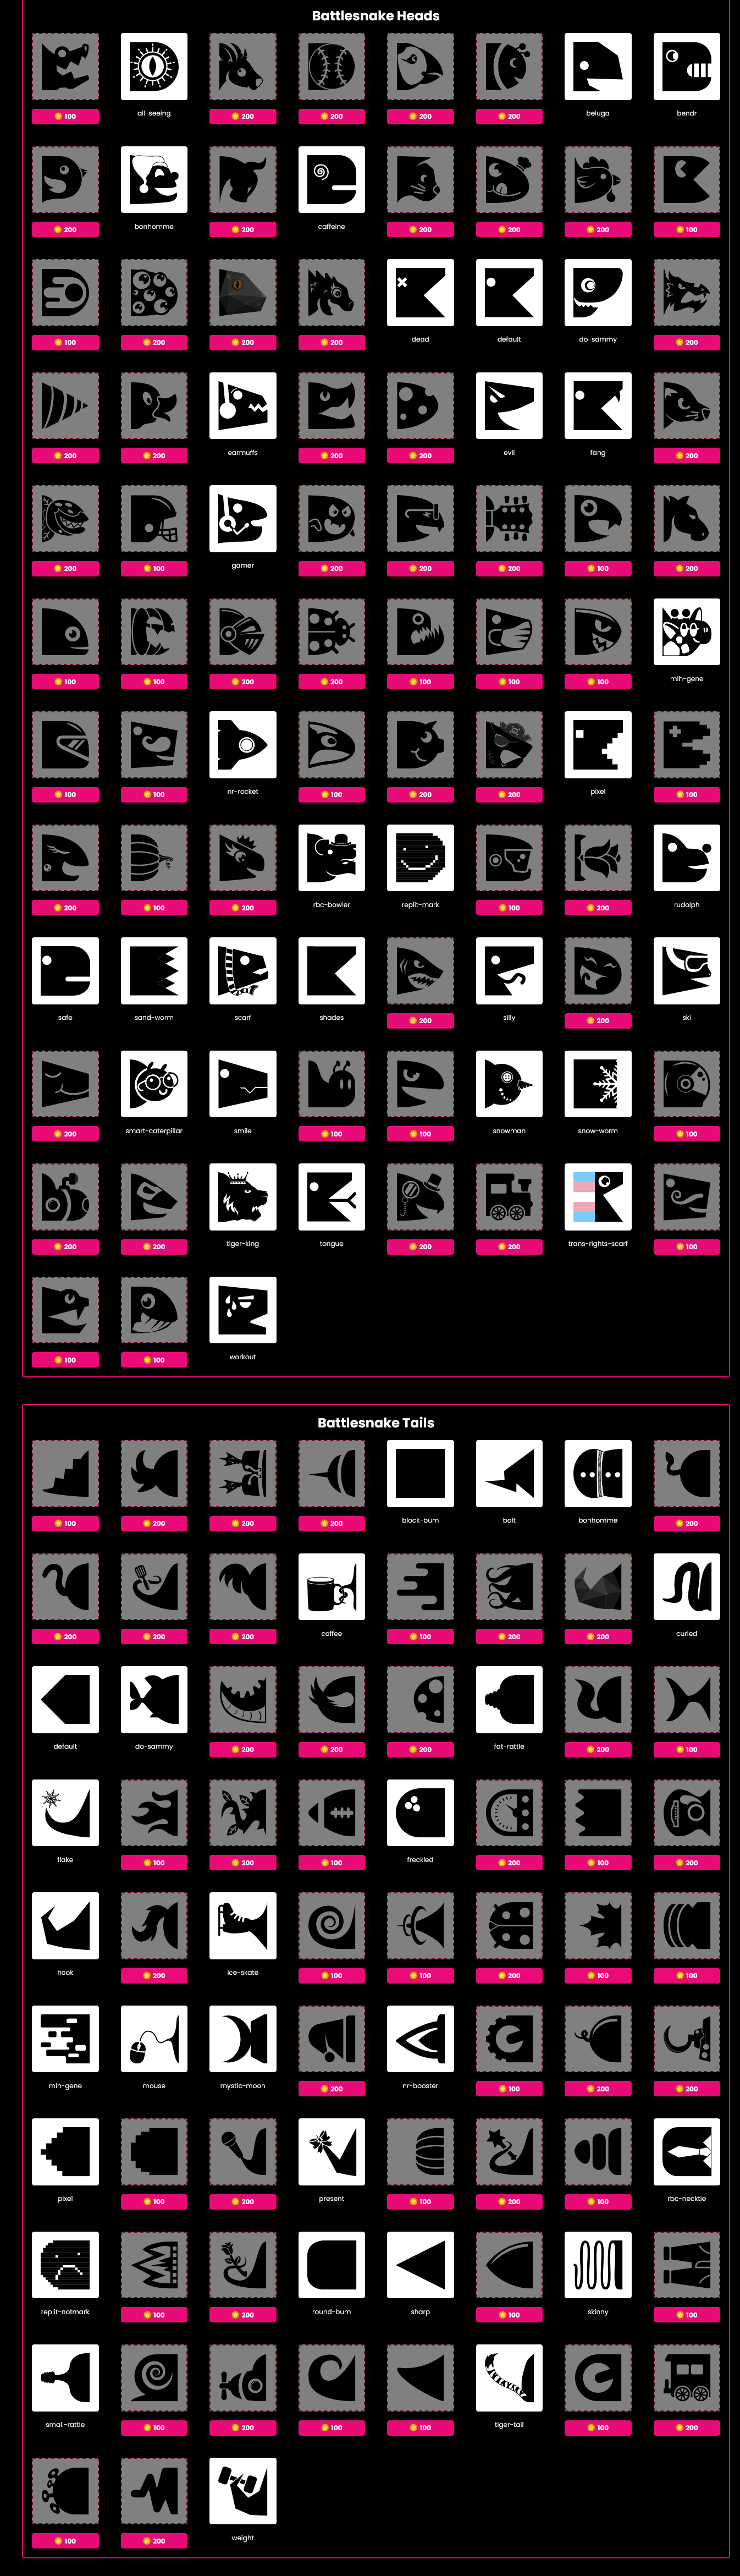 Battlesnake Heads
100
all-seeing
200
200
200
200
beluga
bendr
200
bonhomme
200
caffeine
200
200
200
100
100
200
200
200
dead
default
do-sammy
200
200
200
earmuffs
200
200
evil
fang
200
200
100
gamer
200
200
200
100
200
100
100
200
200
100
100
100
mlh-gene
100
100
nr-rocket
100
200
200
pixel
100
200
100
200
rbc-bowler
replit-mark
100
200
rudolph
safe
sand-worm
scarf
shades
200
silly
200
ski
200
smart-caterpillar
smile
100
100
snowman
snow-worm
100
200
200
tiger-king
tongue
200
200
trans-rights-scarf
100
100
100
workout
Battlesnake Tails
100
200
200
200
block-bum
bolt
bonhomme
200
200
200
200
coffee
100
200
200
curled
default
do-sammy
200
200
200
fat-rattle
200
100
flake
100
200
100
freckled
200
100
200
hook
200
ice-skate
100
100
200
100
100
mlh-gene
mouse
mystic-moon
200
nr-booster
100
200
200
pixel
100
200
present
100
200
100
rbc-necktie
replit-notmark
100
200
round-bum
sharp
100
skinny
100
small-rattle
100
200
100
100
tiger-tail
100
200
100
200
weight